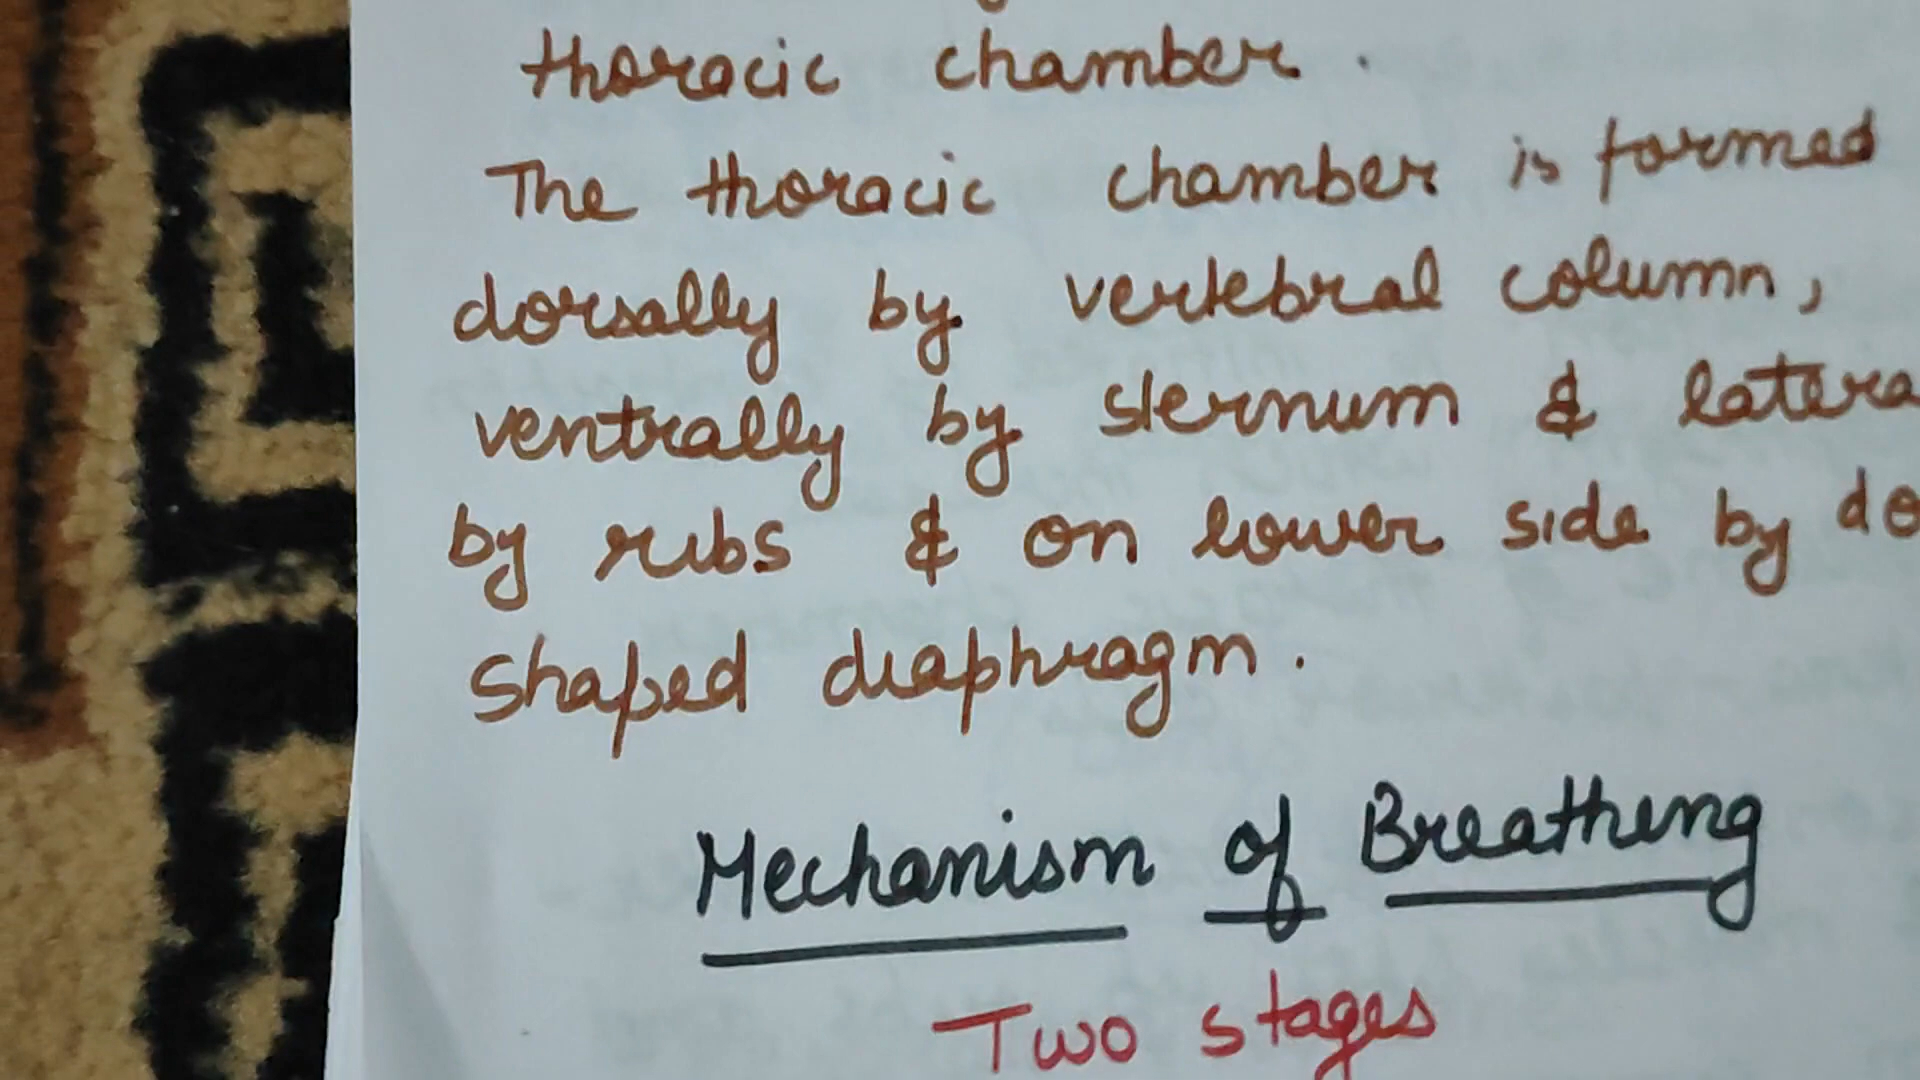 thoracic chamber.
The thoracic chamber is formed
dorsally by vertebral column,
ventrally by sternum & latera
by ribs & on lower side by do
shaped diaphragm.
Mechanism of Breathing
Two stages